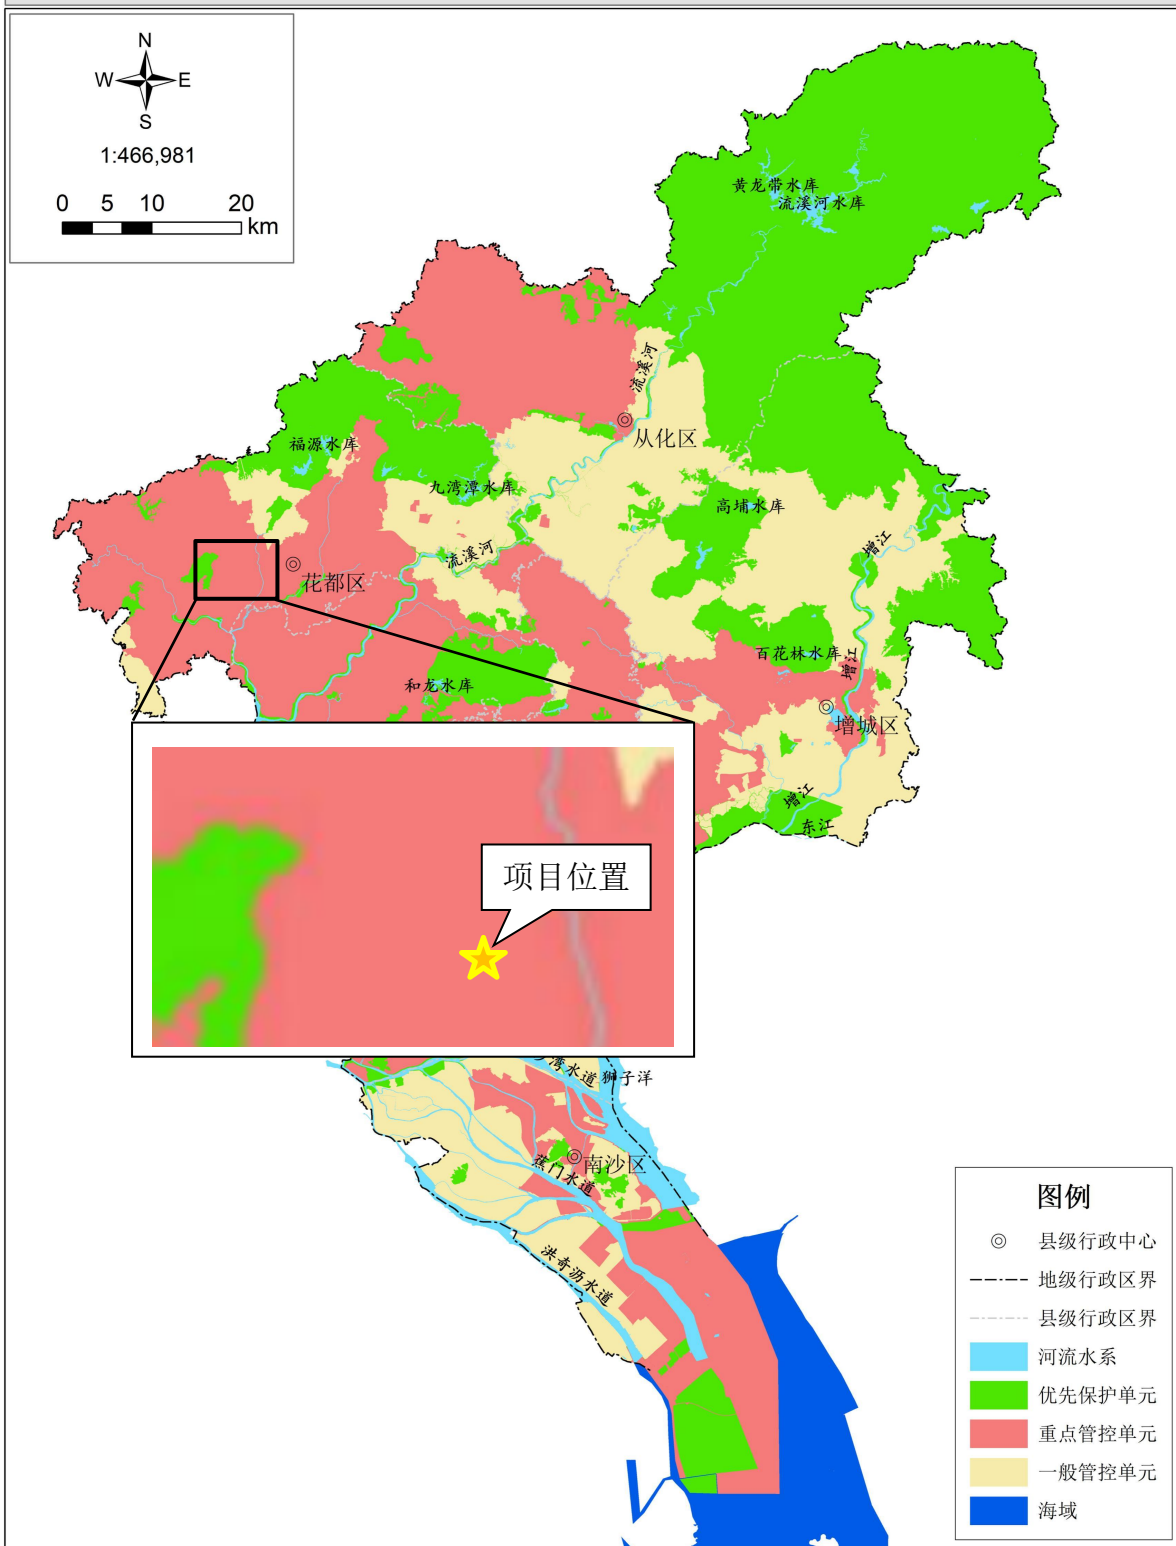 N
W
E
S
1:466,981
0 5 10 20
km
黄龙带水库
流溪河水库
流溪河
从化区
福源水库
九湾潭水库
高埔水库
增江
流溪河
花都区
百花林水库
增江
和龙水库
增城区
增江
东江
项目位置
湾水道
狮子洋
南沙区
蕉门水道
洪奇沥水道
图例
县级行政中心
地级行政区界
县级行政区界
河流水系
优先保护单元
重点管控单元
一般管控单元
海域